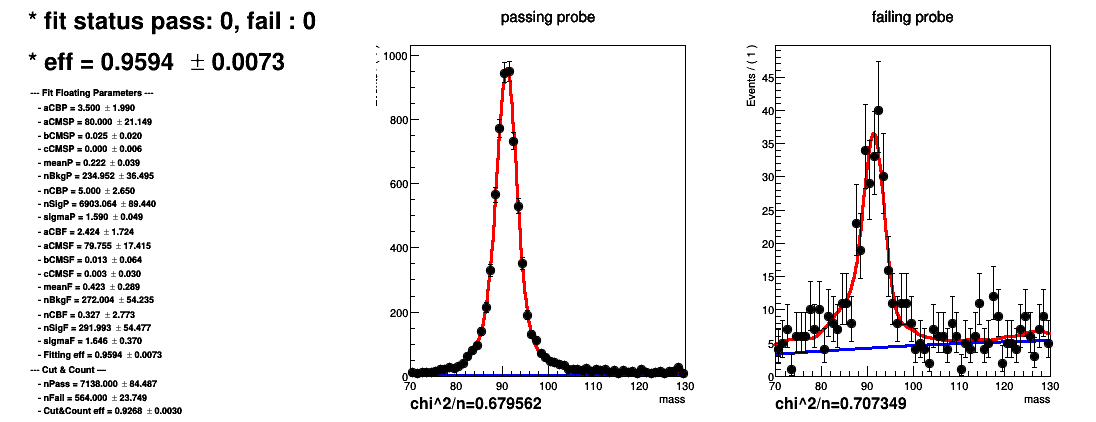 * fit status pass: 0, fail : 0
* eff = 0.9594 ± 0.0073
--- Fit Floating Parameters ---
- aCBP = 3.500 ± 1.990
- aCMSP = 80.000 ± 21.149
- bCMSP = 0.025 ± 0.020
- cCMSP = 0.000 ± 0.006
- meanP = 0.222 ± 0.039
- nBkgP = 234.952 ± 36.495
- nCBP = 5.000 ± 2.650
- nSigP = 6903.064 ± 89.440
- sigmaP = 1.590 ± 0.049
- aCBF = 2.424 ± 1.724
- aCMSF = 79.755 ± 17.415
- bCMSF = 0.013 ± 0.064
- cCMSF = 0.003 ± 0.030
- meanF = 0.423 ± 0.289
- nBkgF = 272.004 ± 54.235
- nCBF = 0.327 ± 2.773
- nSigF = 291.993 ± 54.477
- sigmaF = 1.646 ± 0.370
- Fitting eff = 0.9594 ± 0.0073
--- Cut & Count ---
- nPass = 7138.000 ± 84.487
- nFail = 564.000 ± 23.749
- Cut&Count eff = 0.9268 ± 0.0030
passing probe
1000
800
600
400
200
0
70 80 90 100 110 120 130
mass
chi^2/n=0.679562
failing probe
Events / ( 1 )
45
40
35
30
25
20
15
10
5
0
70 80 90 100 110 120 130
mass
chi^2/n=0.707349